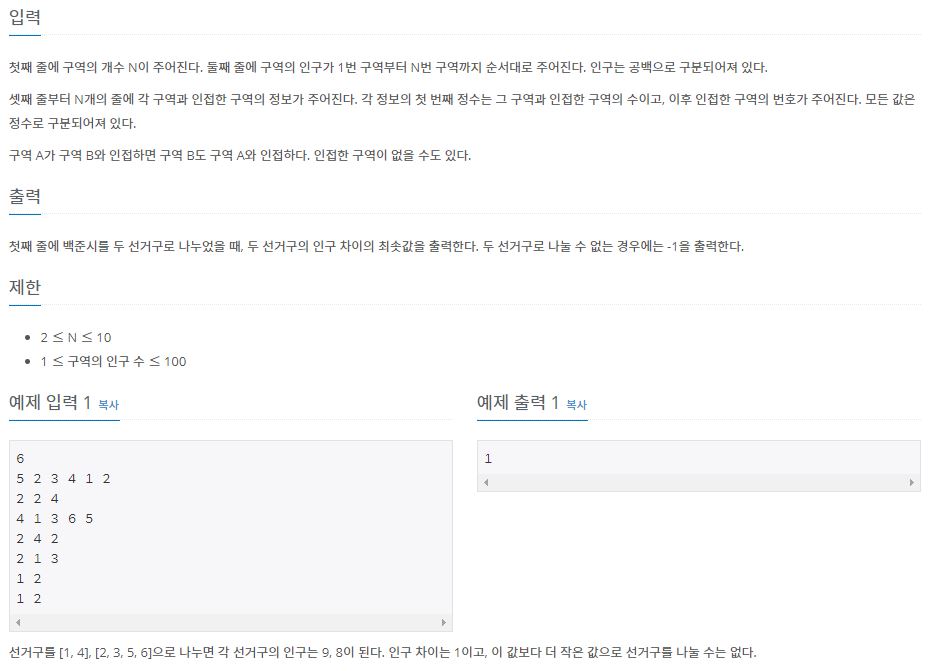 입력
첫째 줄에 구역의 개수 N이 주어진다. 둘째 줄에 구역의 인구가 1번 구역부터 N번 구역까지 순서대로 주어진다. 인구는 공백으로 구분되어져 있다.
셋째 줄부터 N개의 줄에 각 구역과 인접한 구역의 정보가 주어진다. 각 정보의 첫 번째 정수는 그 구역과 인접한 구역의 수이고, 이후 인접한 구역의 번호가 주어진다. 모든 값은
정수로 구분되어져 있다.
구역 A가 구역 B와 인접하면 구역 B도 구역 A와 인접하다. 인접한 구역이 없을 수도 있다.
출력
첫째 줄에 백준시를 두 선거구로 나누었을 때, 두 선거구의 인구 차이의 최솟값을 출력한다. 두 선거구로 나눌 수 없는 경우에는 -1을 출력한다.
제한
• 2 ≤ N ≤ 10
• 1 ≤ 구역의 인구 수 ≤ 100
예제 입력 1 복사
6
5 2 3 4 1 2
2 2 4
4 1 3 6 5
2 4 2
2 1 3
1 2
1 2
예제 출력 1 복사
1
선거구를 [1, 4], [2, 3, 5, 6]으로 나누면 각 선거구의 인구는 9, 8이 된다. 인구 차이는 1이고, 이 값보다 더 작은 값으로 선거구를 나눌 수는 없다.